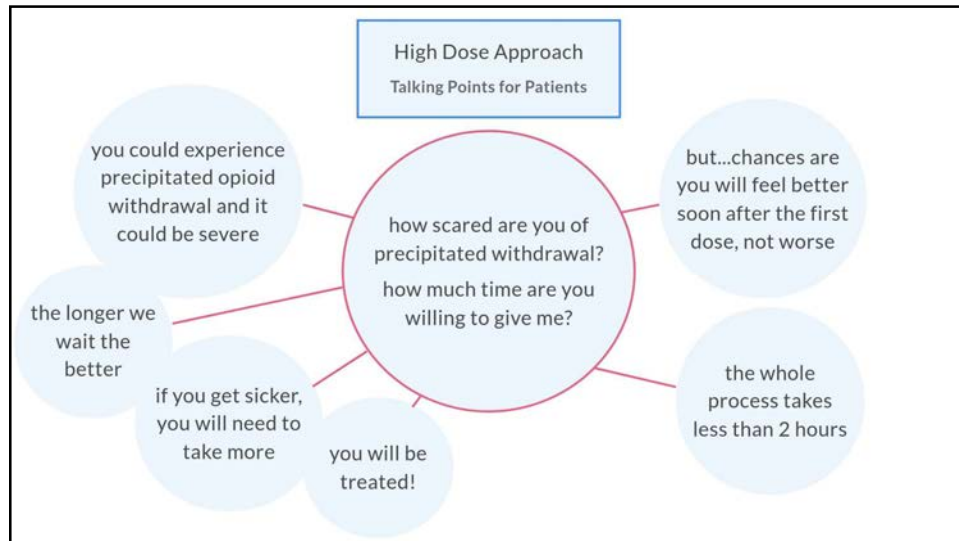 High Dose Approach
Talking Points for Patients
you could experience
precipitated opioid
withdrawal and it
could be severe
the longer we
wait the
better
if you get sicker,
you will need to
take more
you will be
treated!
how scared are you of
precipitated withdrawal?
how much time are you
willing to give me?
but...chances are
you will feel better
soon after the first
dose, not worse
the whole
process takes
less than 2 hours